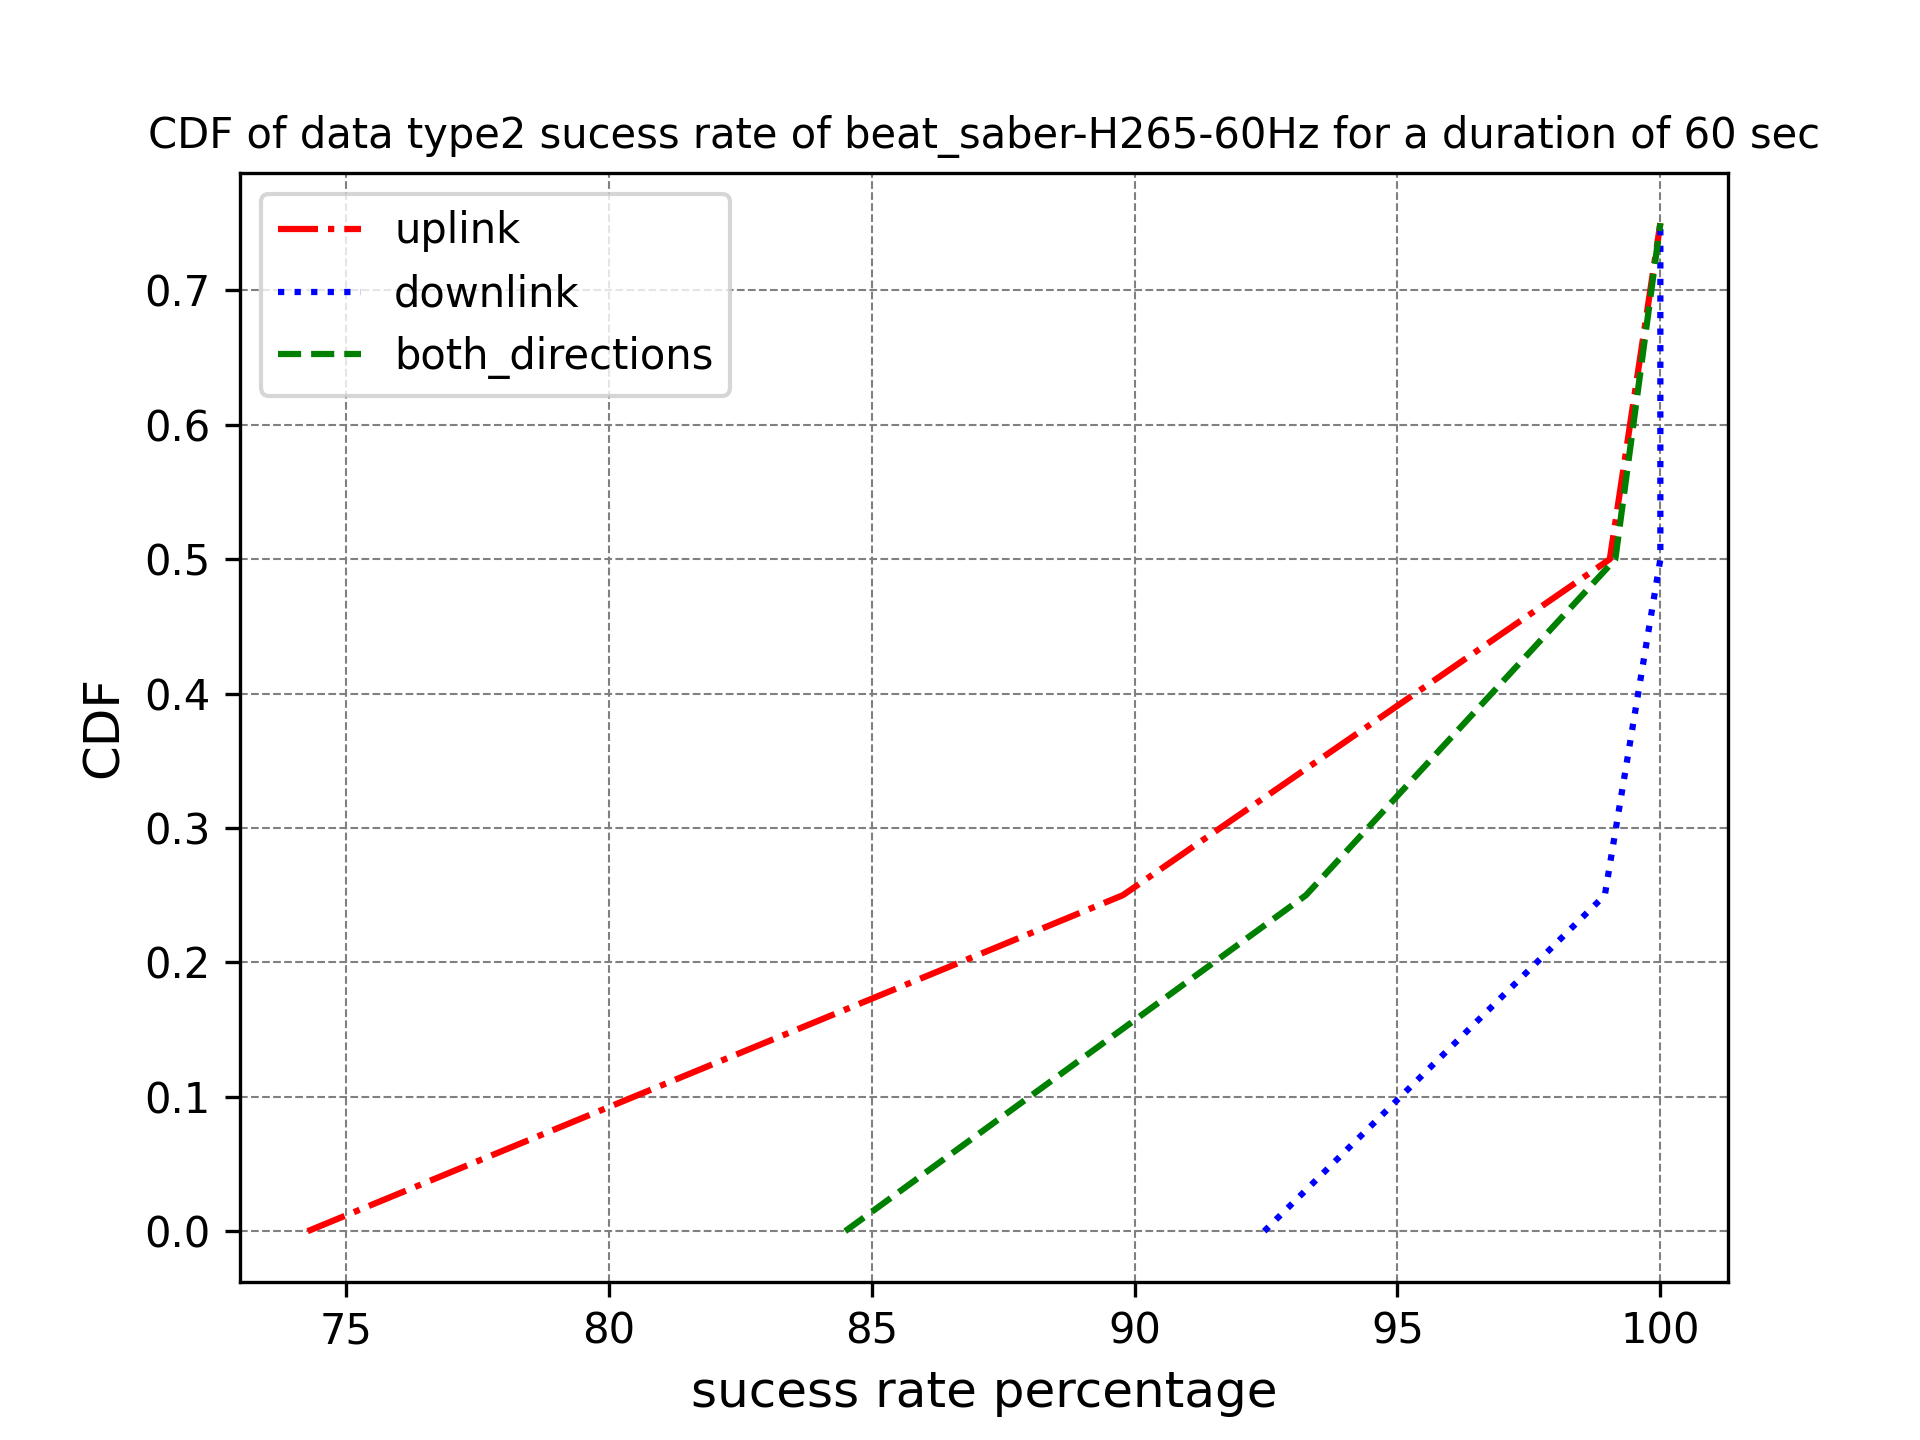 CDF of data type2 sucess rate of beat_saber-H265-60Hz for a duration of 60 sec
uplink
downlink
both_directions
CDF
0.7
0.6
0.5
0.4
0.3
0.2
0.1
0.0
75 80 85 90 95 100
sucess rate percentage